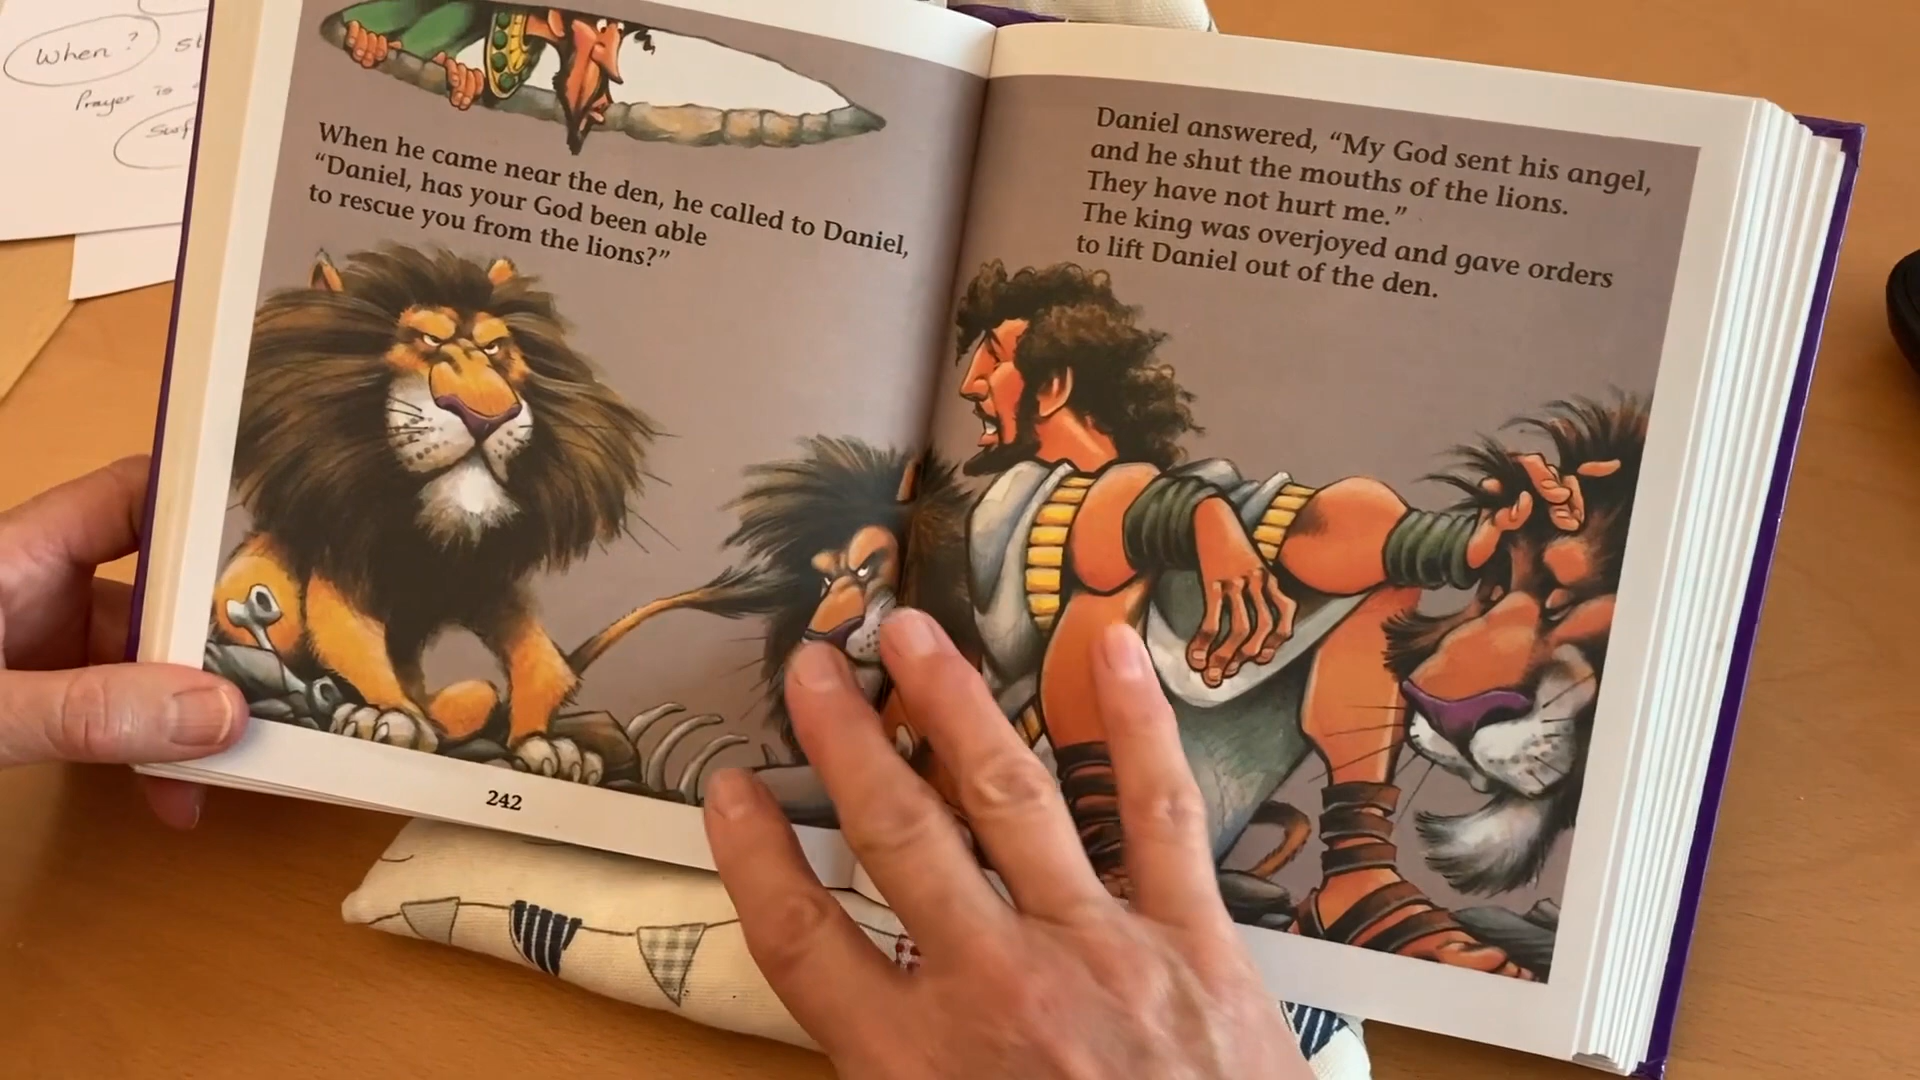 When?
St
Prayer is
Surf
When he came near the den, he called to Daniel,
“Daniel, has your God been able
to rescue you from the lions?”
242
Daniel answered, “My God sent his angel,
and he shut the mouths of the lions.
They have not hurt me.”
The king was overjoyed and gave orders
to lift Daniel out of the den.